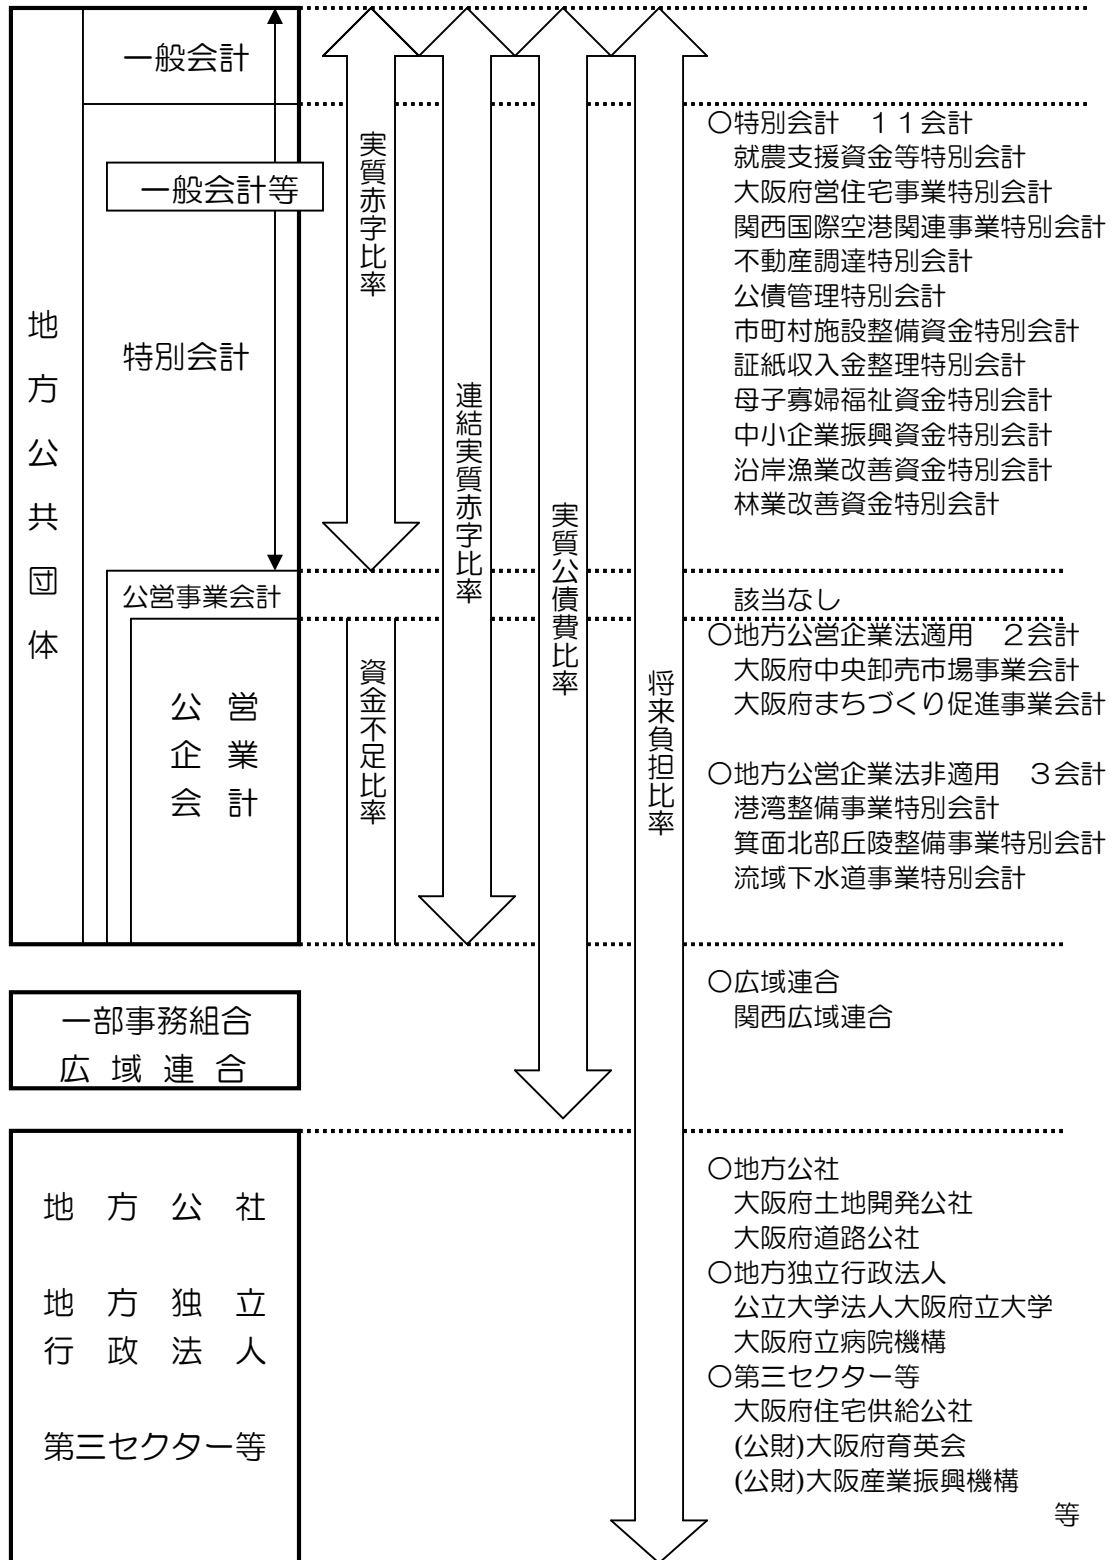 地方公共団体
一般会計
一般会計等
特別会計
公営事業会計
公営
企業
会計
一部事務組合
広域連合
地方公社
地方独立
行政法人
第三セクター等
実質赤字比率
資金不足比率
連結実質赤字比率
実質公債費比率
将来負担比率
○特別会計　１１会計
就農支援資金等特別会計
大阪府営住宅事業特別会計
関西国際空港関連事業特別会計
不動産調達特別会計
公債管理特別会計
市町村施設整備資金特別会計
証紙収入金整理特別会計
母子寡婦福祉資金特別会計
中小企業振興資金特別会計
沿岸漁業改善資金特別会計
林業改善資金特別会計
該当なし
○地方公営企業法適用　２会計
大阪府中央卸売市場事業会計
大阪府まちづくり促進事業会計
○地方公営企業法非適用　３会計
港湾整備事業特別会計
箕面北部丘陵整備事業特別会計
流域下水道事業特別会計
○広域連合
関西広域連合
○地方公社
大阪府土地開発公社
大阪府道路公社
○地方独立行政法人
公立大学法人大阪府立大学
大阪府立病院機構
○第三セクター等
大阪府住宅供給公社
(公財)大阪府育英会
(公財)大阪産業振興機構
等